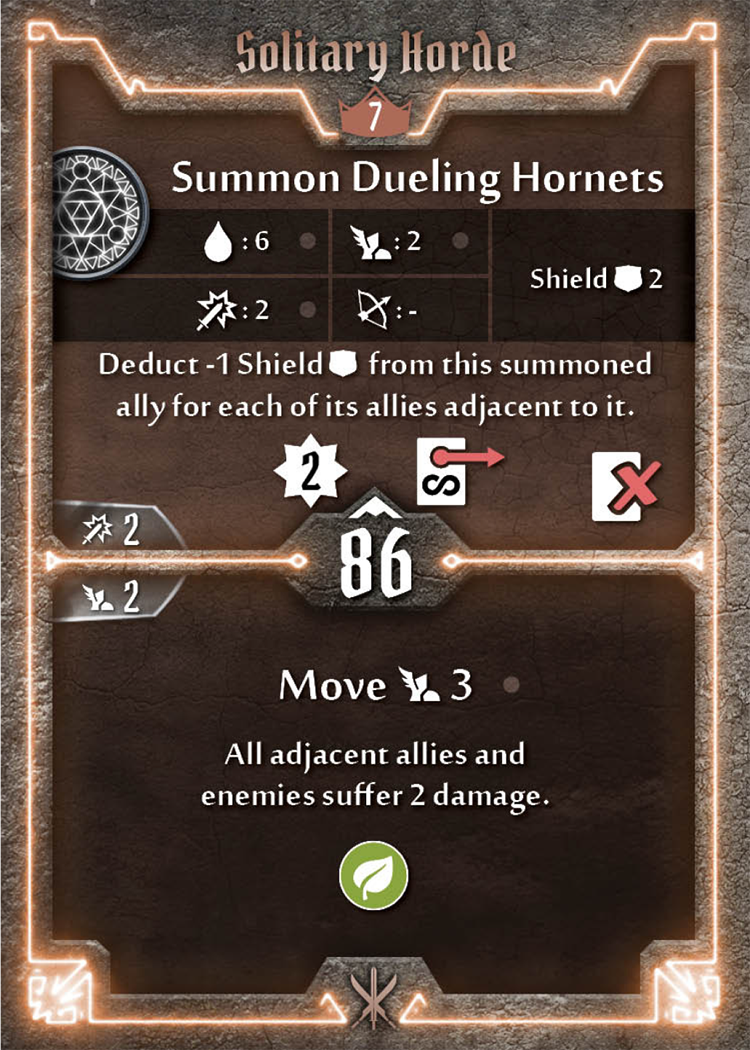 Solitary Horde
7
Summon Dueling Hornets
: 6
: 2
Shield 2
: 2
: -
Deduct -1 Shield from this summoned
ally for each of its allies adjacent to it.
2
2
86
2
Move 3
All adjacent allies and
enemies suffer 2 damage.